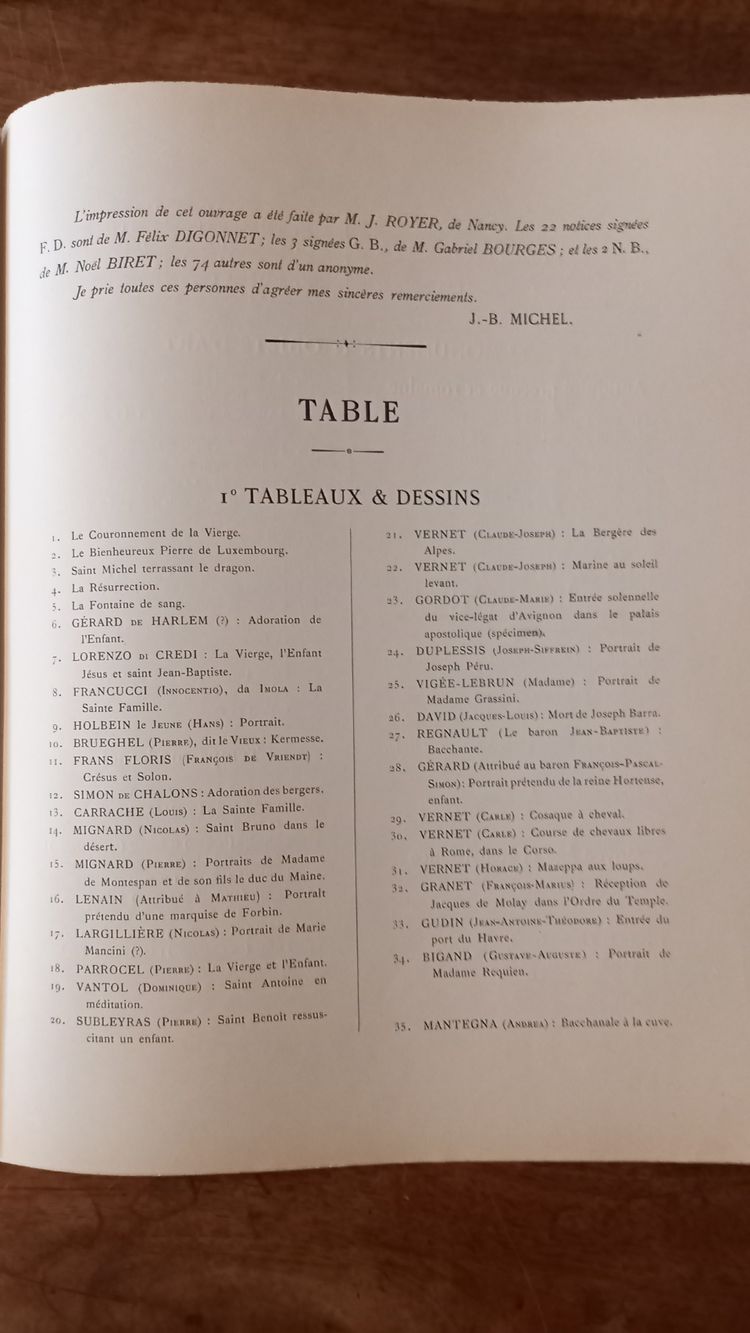 L'impression de cet ouvrage a été faite par M. J. ROYER, de Nancy. Les 22 notices signées
F. D. sont de M. Félix DIGONNET ; les 3 signées G. B., de M. Gabriel BOURGES ; et les 2 N. B.,
de M. Noël BIRET ; les 74 autres sont d'un anonyme.
Je prie toutes ces personnes d'agréer mes sincères remerciements.
J.-B. MICHEL.
TABLE
1° TABLEAUX & DESSINS
1. Le Couronnement de la Vierge.
2. Le Bienheureux Pierre de Luxembourg.
3. Saint Michel terrassant le dragon.
4. La Résurrection.
5. La Fontaine de sang.
6. GÉRARD DE HARLEM (?) : Adoration de
l'Enfant.
7. LORENZO DI CREDI : La Vierge, l'Enfant
Jésus et saint Jean-Baptiste.
8. FRANCUCCI (INNOCENTIO), da IMOLA : La
Sainte Famille.
9. HOLBEIN le JEUNE (HANS) : Portrait.
10. BRUEGHEL (PIERRE), dit le VIEUX : Kermesse.
11. FRANS FLORIS (FRANÇOIS DE VRIENDT) :
Crésus et Solon.
12. SIMON DE CHALONS : Adoration des bergers.
13. CARRACHE (LOUIS) : La Sainte Famille.
14. MIGNARD (NICOLAS) : Saint Bruno dans le
désert.
15. MIGNARD (PIERRE) : Portraits de Madame
de Montespan et de son fils le duc du Maine.
16. LENAIN (Attribué à MATHIEU) : Portrait
prétendu d'une marquise de Forbin.
17. LARGILLIÈRE (NICOLAS) : Portrait de Marie
Mancini (?).
18. PARROCEL (PIERRE) : La Vierge et l'Enfant.
19. VANTOL (DOMINIQUE) : Saint Antoine en
méditation.
20. SUBLEYRAS (PIERRE) : Saint Benoît ressus-
citant un enfant.
21. VERNET (CLAUDE-JOSEPH) : La Bergère des
Alpes.
22. VERNET (CLAUDE-JOSEPH) : Marine au soleil
levant.
23. GORDOT (CLAUDE-MARIE) : Entrée solennelle
du vice-légat d'Avignon dans le palais
apostolique (spécimen).
24. DUPLESSIS (JOSEPH-SIFFREIN) : Portrait de
Joseph Péru.
25. VIGÉE-LEBRUN (Madame) : Portrait de
Madame Grassini.
26. DAVID (JACQUES-LOUIS) : Mort de Joseph Barra.
27. REGNAULT (Le baron JEAN-BAPTISTE) :
Bacchante.
28. GÉRARD (Attribué au baron FRANÇOIS-PASCAL-
SIMON) : Portrait prétendu de la reine Hortense,
enfant.
29. VERNET (CARLE) : Cosaque à cheval.
30. VERNET (CARLE) : Course de chevaux libres
à Rome, dans le Corso.
31. VERNET (HORACE) : Mazeppa aux loups.
32. GRANET (FRANÇOIS-MARIUS) : Réception de
Jacques de Molay dans l'Ordre du Temple.
33. GUDIN (JEAN-ANTOINE-THÉODORE) : Entrée du
port du Havre.
34. BIGAND (GUSTAVE-AUGUSTE) : Portrait de
Madame Requien.
35. MANTEGNA (ANDREA) : Bacchanale à la cuve.